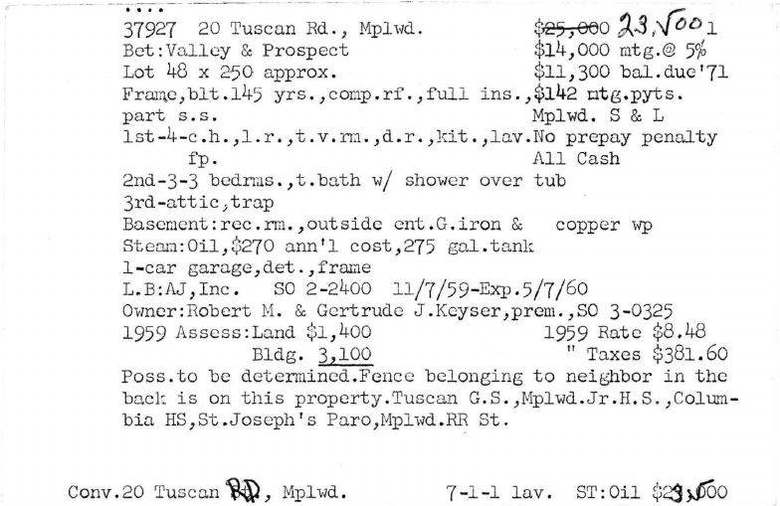 37927 20 Tuscan Rd., Mplwd. $25,000 23,500 1
Bet:Valley & Prospect $14,000 mtg.@ 5%
Lot 48 x 250 approx. $11,300 bal.due'71
Frame,blt.145 yrs.,comp.rf.,full ins.,$142 mtg.pyts.
part s.s. Mplwd. S & L
1st-4-c.h.,l.r.,t.v.rm.,d.r.,kit.,lav.No prepay penalty
fp. All Cash
2nd-3-3 bedrms.,t.bath w/ shower over tub
3rd-attic,trap
Basement:rec.rm.,outside ent.G.iron & copper wp
Steam:Oil,$270 ann'l cost,275 gal.tank
1-car garage,det.,frame
L.B:AJ,Inc. SO 2-2400 11/7/59-Exp.5/7/60
Owner:Robert M. & Gertrude J.Keyser,prem.,SO 3-0325
1959 Assess:Land $1,400 1959 Rate $8.48
Bldg. 3,100 " Taxes $381.60
Poss.to be determined.Fence belonging to neighbor in the
back is on this property.Tuscan G.S.,Mplwd.Jr.H.S.,Colum-
bia HS,St.Joseph's Paro,Mplwd.RR St.
Conv.20 Tuscan RD, Mplwd. 7-1-1 lav. ST:Oil $23,500